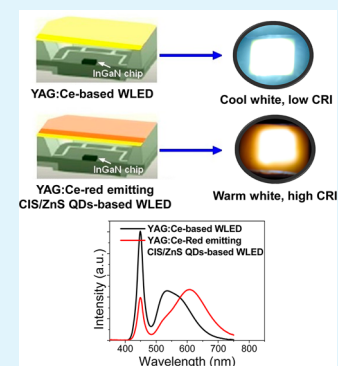 InGaN chip
YAG:Ce-based WLED
Cool white, low CRI
InGaN chip
YAG:Ce-red emitting
CIS/ZnS QDs-based WLED
Warm white, high CRI
YAG:Ce-based WLED
YAG:Ce-Red emitting
CIS/ZnS QDs-based WLED
Intensity (a.u.)
400 500 600 700 800
Wavelength (nm)